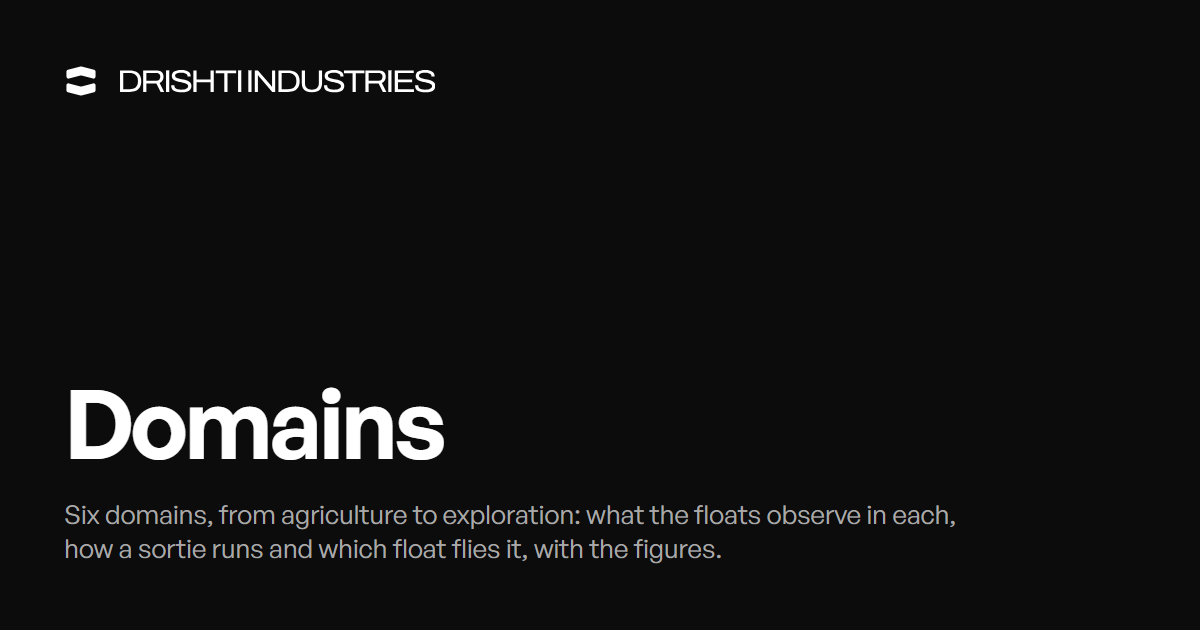 DRISHTI INDUSTRIES
Domains
Six domains, from agriculture to exploration: what the floats observe in each,
how a sortie runs and which float flies it, with the figures.